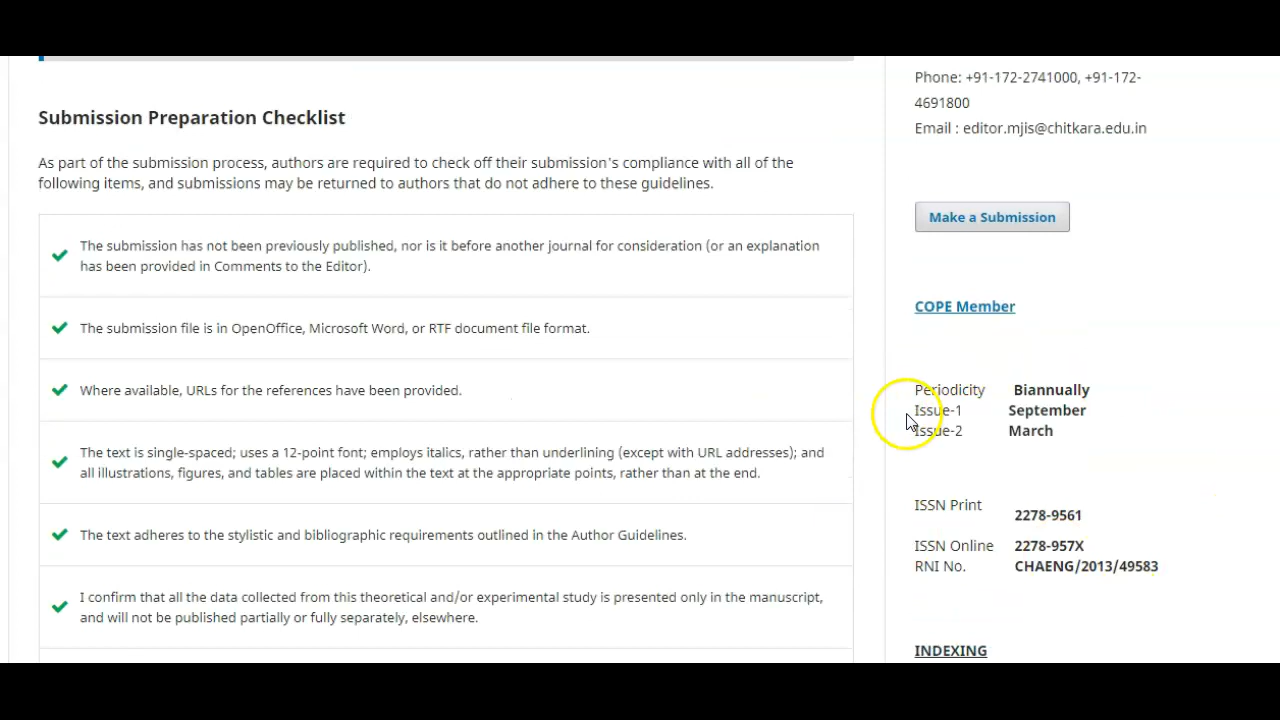 Submission Preparation Checklist
As part of the submission process, authors are required to check off their submission's compliance with all of the
following items, and submissions may be returned to authors that do not adhere to these guidelines.
The submission has not been previously published, nor is it before another journal for consideration (or an explanation
has been provided in Comments to the Editor).
The submission file is in OpenOffice, Microsoft Word, or RTF document file format.
Where available, URLs for the references have been provided.
The text is single-spaced; uses a 12-point font; employs italics, rather than underlining (except with URL addresses); and
all illustrations, figures, and tables are placed within the text at the appropriate points, rather than at the end.
The text adheres to the stylistic and bibliographic requirements outlined in the Author Guidelines.
I confirm that all the data collected from this theoretical and/or experimental study is presented only in the manuscript,
and will not be published partially or fully separately, elsewhere.
Phone: +91-172-2741000, +91-172-
4691800
Email : editor.mjis@chitkara.edu.in
Make a Submission
COPE Member
Periodicity Biannually
Issue-1 September
Issue-2 March
ISSN Print 2278-9561
ISSN Online 2278-957X
RNI No. CHAENG/2013/49583
INDEXING